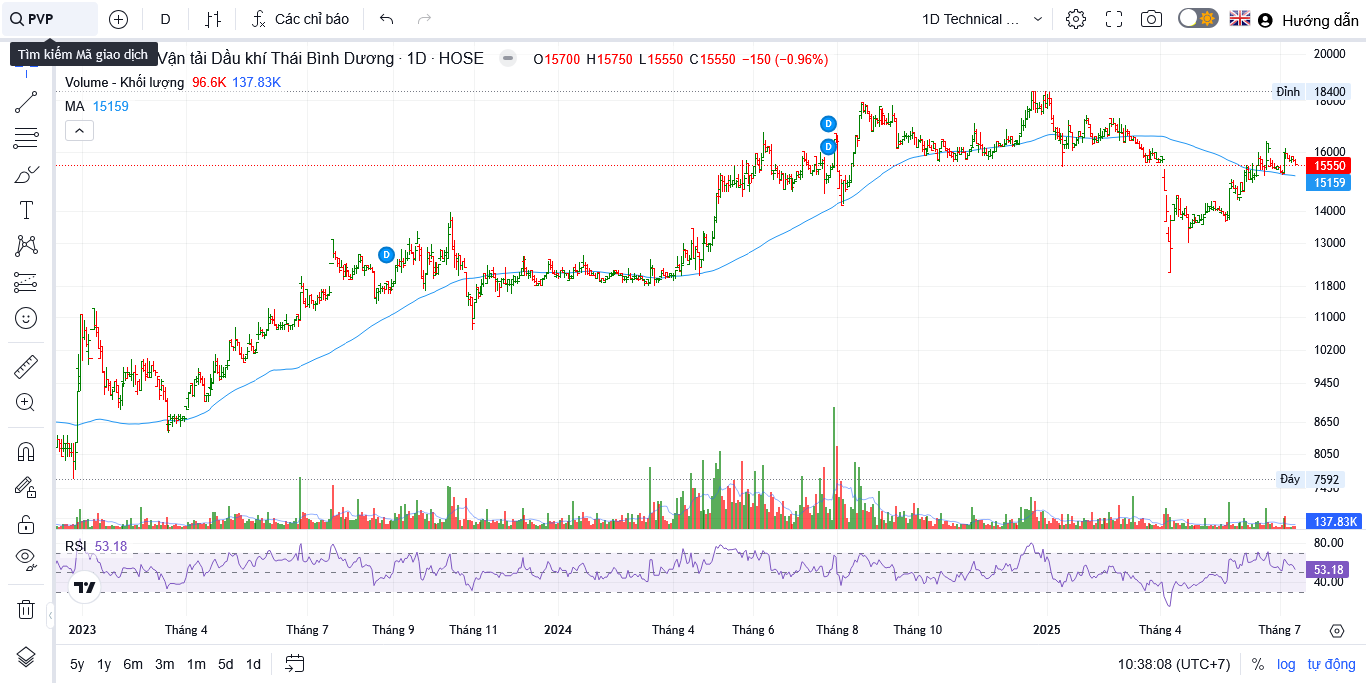 PVP
D
Các chỉ báo
1D Technical ...
Hướng dẫn
Tìm kiếm Mã giao dịch
Vận tải Dầu khí Thái Bình Dương · 1D · HOSE
O15700 H15750 L15550 C15550 −150 (−0.96%)
Volume - Khối lượng 96.6K 137.83K
MA 15159
20000
Đỉnh 18400
18000
16000
15550
15159
14000
13000
11800
11000
10200
9450
8650
8050
Đáy 7592
7450
137.83K
D
D
D
RSI 53.18
80.00
53.18
40.00
2023 Tháng 4 Tháng 7 Tháng 9 Tháng 11 2024 Tháng 4 Tháng 6 Tháng 8 Tháng 10 2025 Tháng 4 Tháng 7
5y 1y 6m 3m 1m 5d 1d
10:38:08 (UTC+7) % log tự động